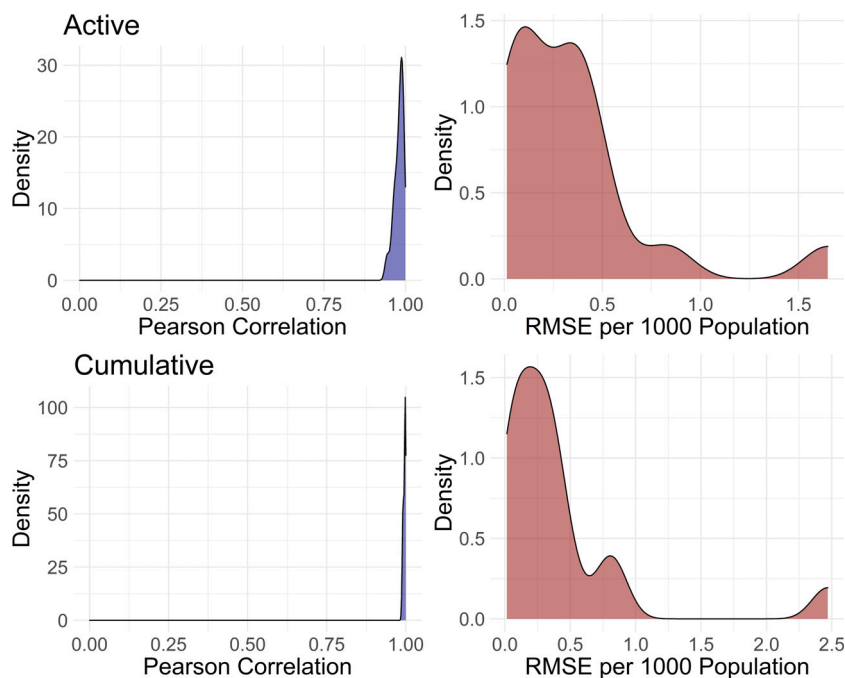 Active
30
20
10
0
Density
0.00 0.25 0.50 0.75 1.00
Pearson Correlation
1.5
1.0
0.5
0.0
Density
0.0 0.5 1.0 1.5
RMSE per 1000 Population
Cumulative
100
75
50
25
0
Density
0.00 0.25 0.50 0.75 1.00
Pearson Correlation
1.5
1.0
0.5
0.0
Density
0.0 0.5 1.0 1.5 2.0 2.5
RMSE per 1000 Population